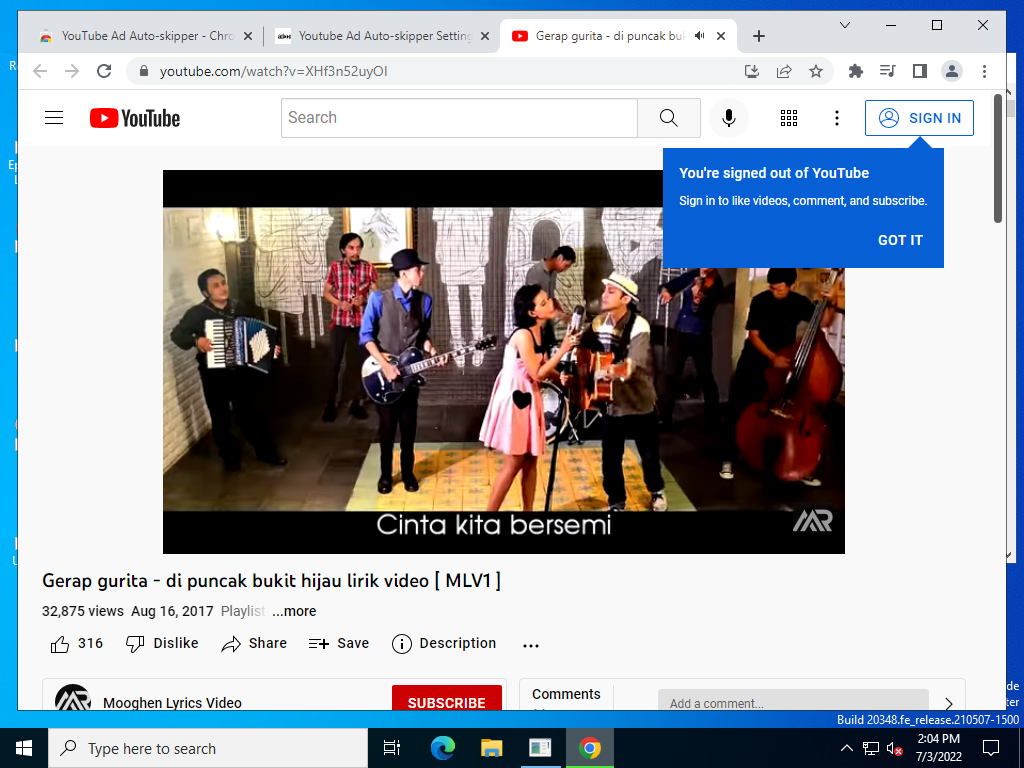 YouTube Ad Auto-skipper - Chro
Youtube Ad Auto-skipper Setting
Gerap gurita - di puncak buki
youtube.com/watch?v=XHf3n52uyOI
YouTube
Search
SIGN IN
You're signed out of YouTube
Sign in to like videos, comment, and subscribe.
GOT IT
Cinta kita bersemi
MR
Gerap gurita - di puncak bukit hijau lirik video [ MLV1 ]
32,875 views Aug 16, 2017 Playlist ...more
316 Dislike Share Save Description
Mooghen Lyrics Video
SUBSCRIBE
Comments
Add a comment...
Build 20348.fe_release.210507-1500
Type here to search
2:04 PM
7/3/2022